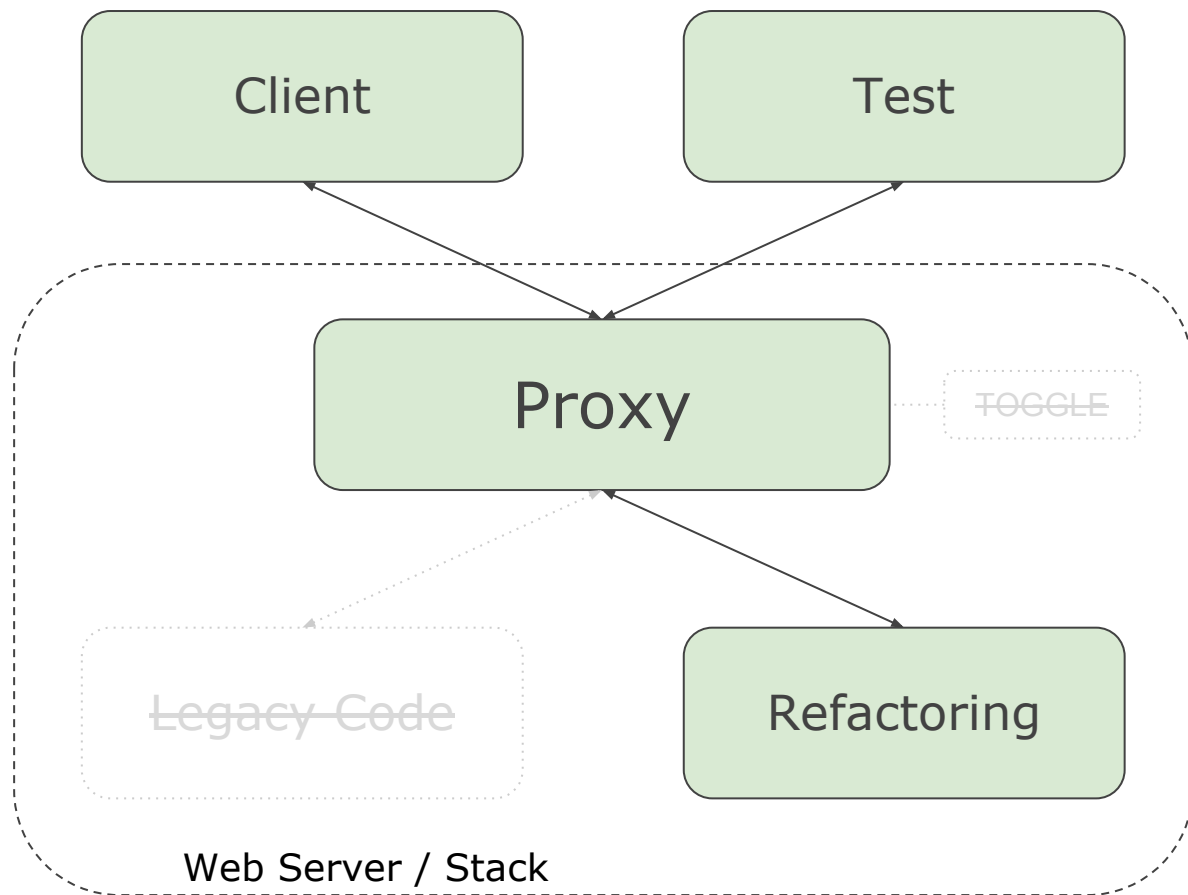 Client
Test
Proxy
TOGGLE
Legacy Code
Refactoring
Web Server / Stack